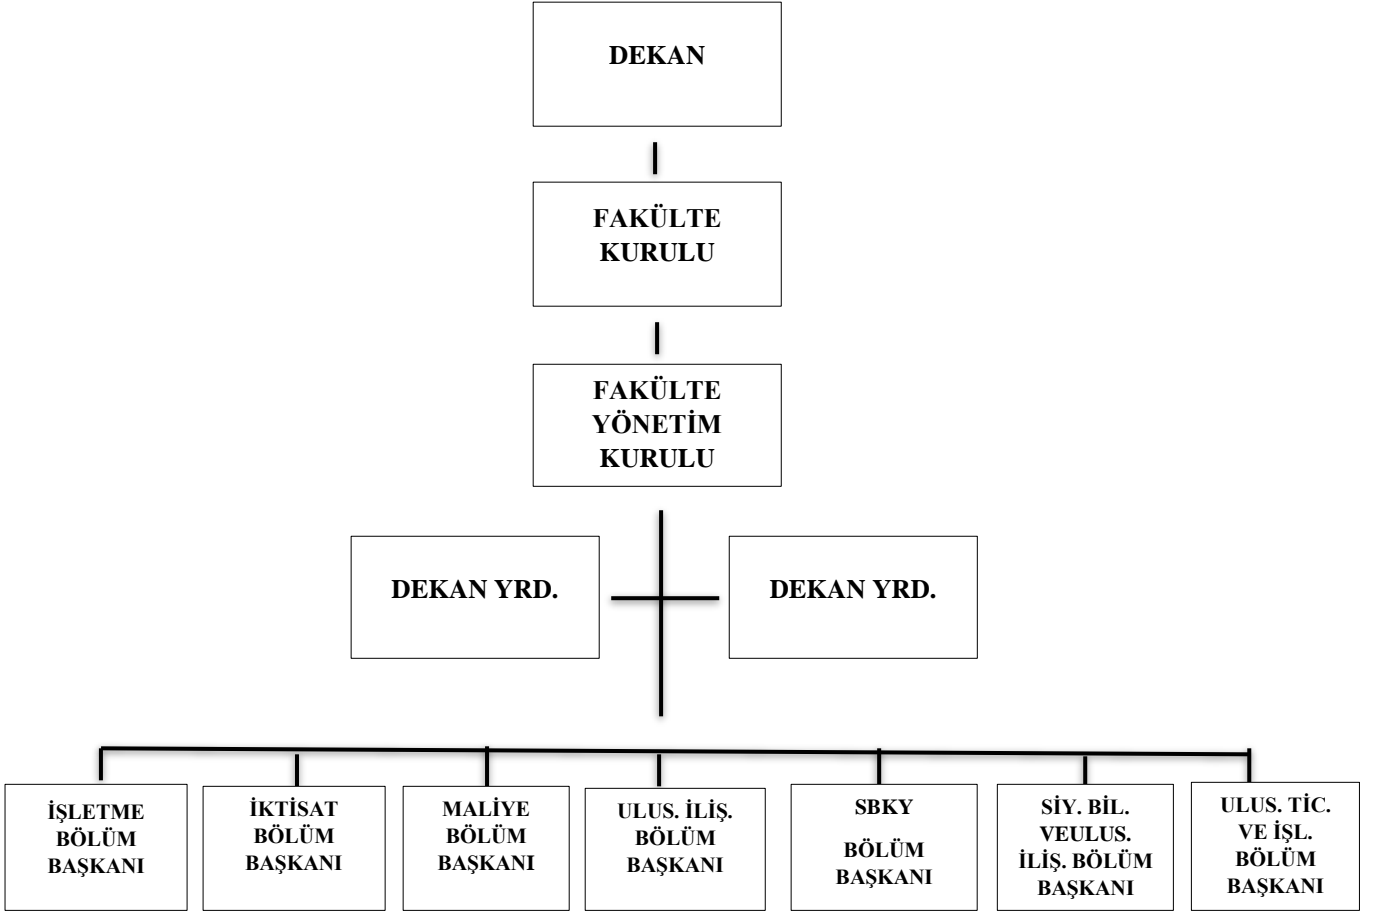 DEKAN
FAKÜLTE
KURULU
FAKÜLTE
YÖNETİM
KURULU
DEKAN YRD.
DEKAN YRD.
İŞLETME
BÖLÜM
BAŞKANI
İKTİSAT
BÖLÜM
BAŞKANI
MALİYE
BÖLÜM
BAŞKANI
ULUS. İLİŞ.
BÖLÜM
BAŞKANI
SBKY
BÖLÜM
BAŞKANI
SİY. BİL.
VEULUS.
İLİŞ. BÖLÜM
BAŞKANI
ULUS. TİC.
VE İŞL.
BÖLÜM
BAŞKANI